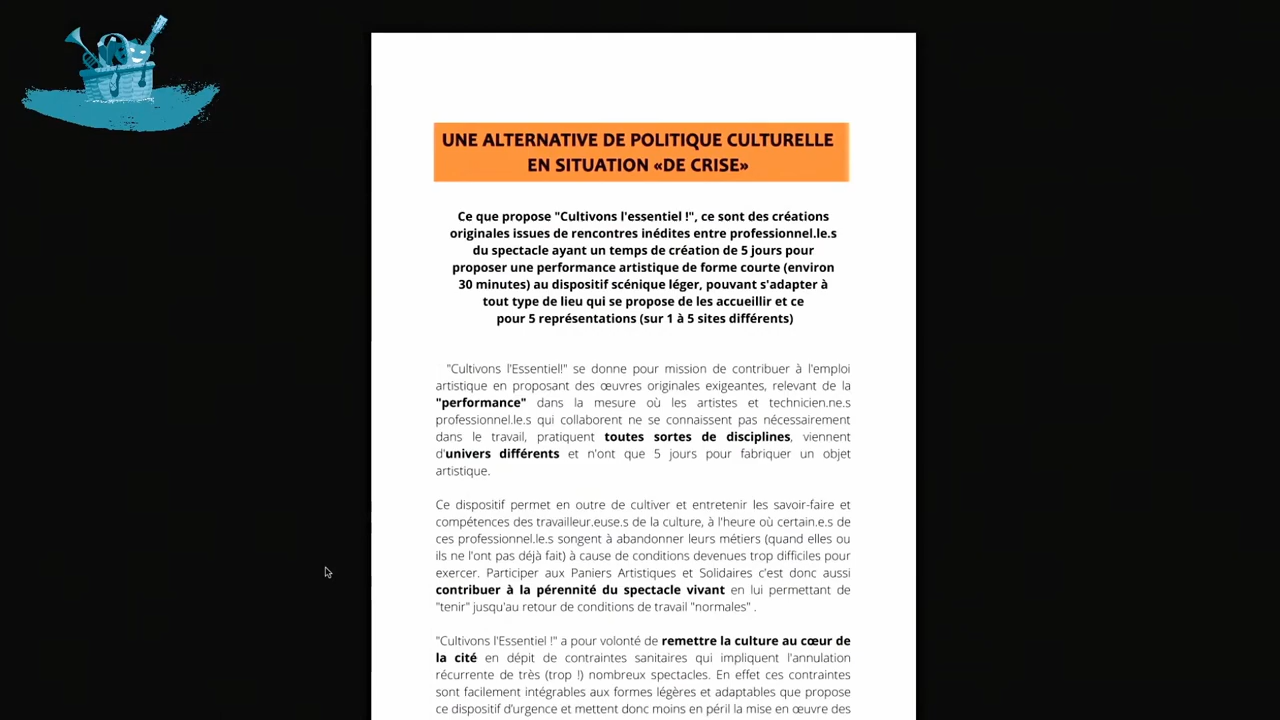 UNE ALTERNATIVE DE POLITIQUE CULTURELLE
EN SITUATION «DE CRISE»
Ce que propose "Cultivons l'essentiel !", ce sont des créations
originales issues de rencontres inédites entre professionnel.le.s
du spectacle ayant un temps de création de 5 jours pour
proposer une performance artistique de forme courte (environ
30 minutes) au dispositif scénique léger, pouvant s'adapter à
tout type de lieu qui se propose de les accueillir et ce
pour 5 représentations (sur 1 à 5 sites différents)
"Cultivons l'Essentiel!" se donne pour mission de contribuer à l'emploi
artistique en proposant des œuvres originales exigeantes, relevant de la
"performance" dans la mesure où les artistes et technicien.ne.s
professionnel.le.s qui collaborent ne se connaissent pas nécessairement
dans le travail, pratiquent toutes sortes de disciplines, viennent
d'univers différents et n'ont que 5 jours pour fabriquer un objet
artistique.
Ce dispositif permet en outre de cultiver et entretenir les savoir-faire et
compétences des travailleur.euse.s de la culture, à l'heure où certain.e.s de
ces professionnel.le.s songent à abandonner leurs métiers (quand elles ou
ils ne l'ont pas déjà fait) à cause de conditions devenues trop difficiles pour
exercer. Participer aux Paniers Artistiques et Solidaires c'est donc aussi
contribuer à la pérennité du spectacle vivant en lui permettant de
"tenir" jusqu'au retour de conditions de travail "normales" .
"Cultivons l'Essentiel !" a pour volonté de remettre la culture au cœur de
la cité en dépit de contraintes sanitaires qui impliquent l'annulation
récurrente de très (trop !) nombreux spectacles. En effet ces contraintes
sont facilement intégrables aux formes légères et adaptables que propose
ce dispositif d'urgence et mettent donc moins en péril la mise en œuvre des